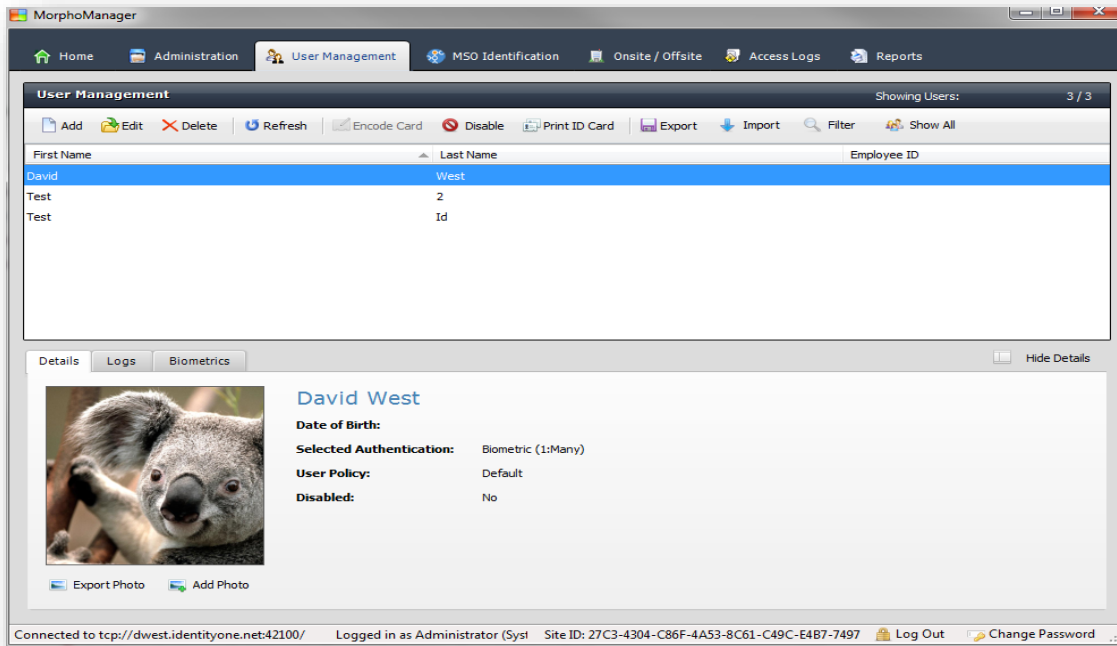 MorphoManager
Home Administration User Management MSO Identification Onsite / Offsite Access Logs Reports
User Management Showing Users: 3 / 3
Add Edit Delete Refresh Encode Card Disable Print ID Card Export Import Filter Show All
First Name Last Name Employee ID
David West
Test 2
Test Id
Details Logs Biometrics Hide Details
David West
Date of Birth:
Selected Authentication: Biometric (1:Many)
User Policy: Default
Disabled: No
Export Photo Add Photo
Connected to tcp://dwest.identityone.net:42100/ Logged in as Administrator (Syst Site ID: 27C3-4304-C86F-4A53-8C61-C49C-E4B7-7497 Log Out Change Password